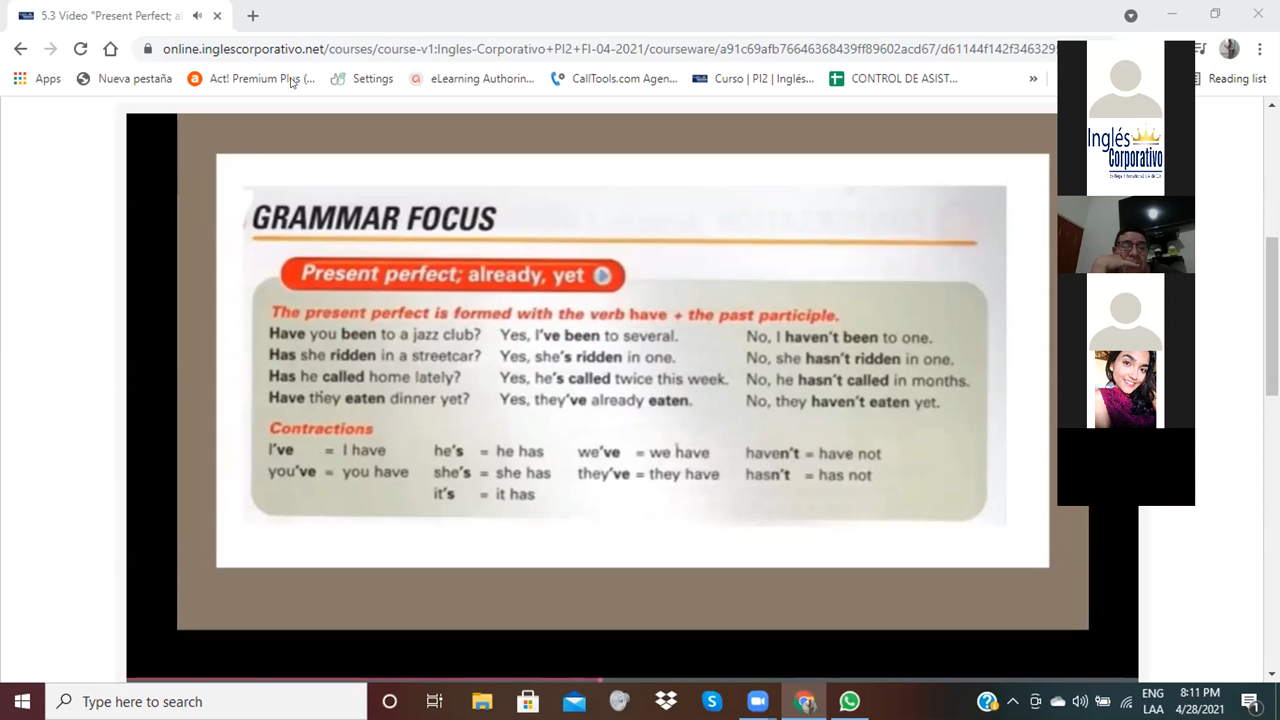 5.3 Video "Present Perfect; a
online.inglescorporativo.net/courses/course-v1:Ingles-Corporativo+PI2+FI-04-2021/courseware/a91c69afb76646368439ff89602acd67/d61144f142f3463295
Apps Nueva pestaña Act! Premium Plus (... Settings eLearning Authorin... CallTools.com Agen... Curso | PI2 | Inglés... CONTROL DE ASIST... » Reading list
Inglés
Corporativo
GRAMMAR FOCUS
Present perfect; already, yet
The present perfect is formed with the verb have + the past participle.
Have you been to a jazz club? Yes, I've been to several. No, I haven't been to one.
Has she ridden in a streetcar? Yes, she's ridden in one. No, she hasn't ridden in one.
Has he called home lately? Yes, he's called twice this week. No, he hasn't called in months.
Have they eaten dinner yet? Yes, they've already eaten. No, they haven't eaten yet.
Contractions
I've = I have he's = he has we've = we have haven't = have not
you've = you have she's = she has they've = they have hasn't = has not
it's = it has
Type here to search
ENG 8:11 PM
LAA 4/28/2021